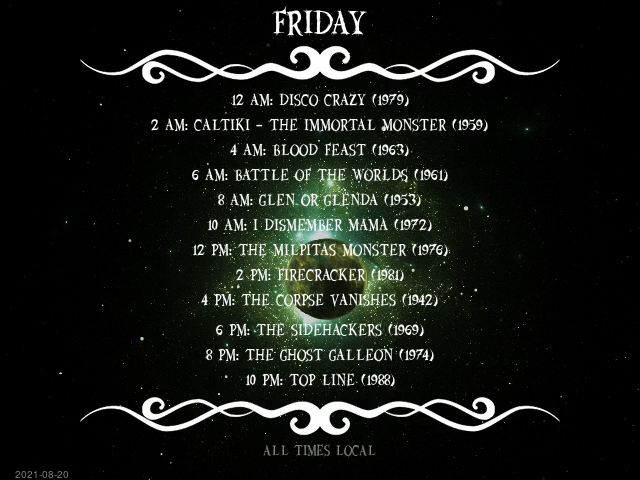 FRIDAY
12 AM: DISCO CRAZY (1979)
2 AM: CALTIKI - THE IMMORTAL MONSTER (1959)
4 AM: BLOOD FEAST (1963)
6 AM: BATTLE OF THE WORLDS (1961)
8 AM: GLEN OR GLENDA (1953)
10 AM: I DISMEMBER MAMA (1972)
12 PM: THE MILPITAS MONSTER (1976)
2 PM: FIRECRACKER (1981)
4 PM: THE CORPSE VANISHES (1942)
6 PM: THE SIDEHACKERS (1969)
8 PM: THE GHOST GALLEON (1974)
10 PM: TOP LINE (1988)
ALL TIMES LOCAL
2021-08-20